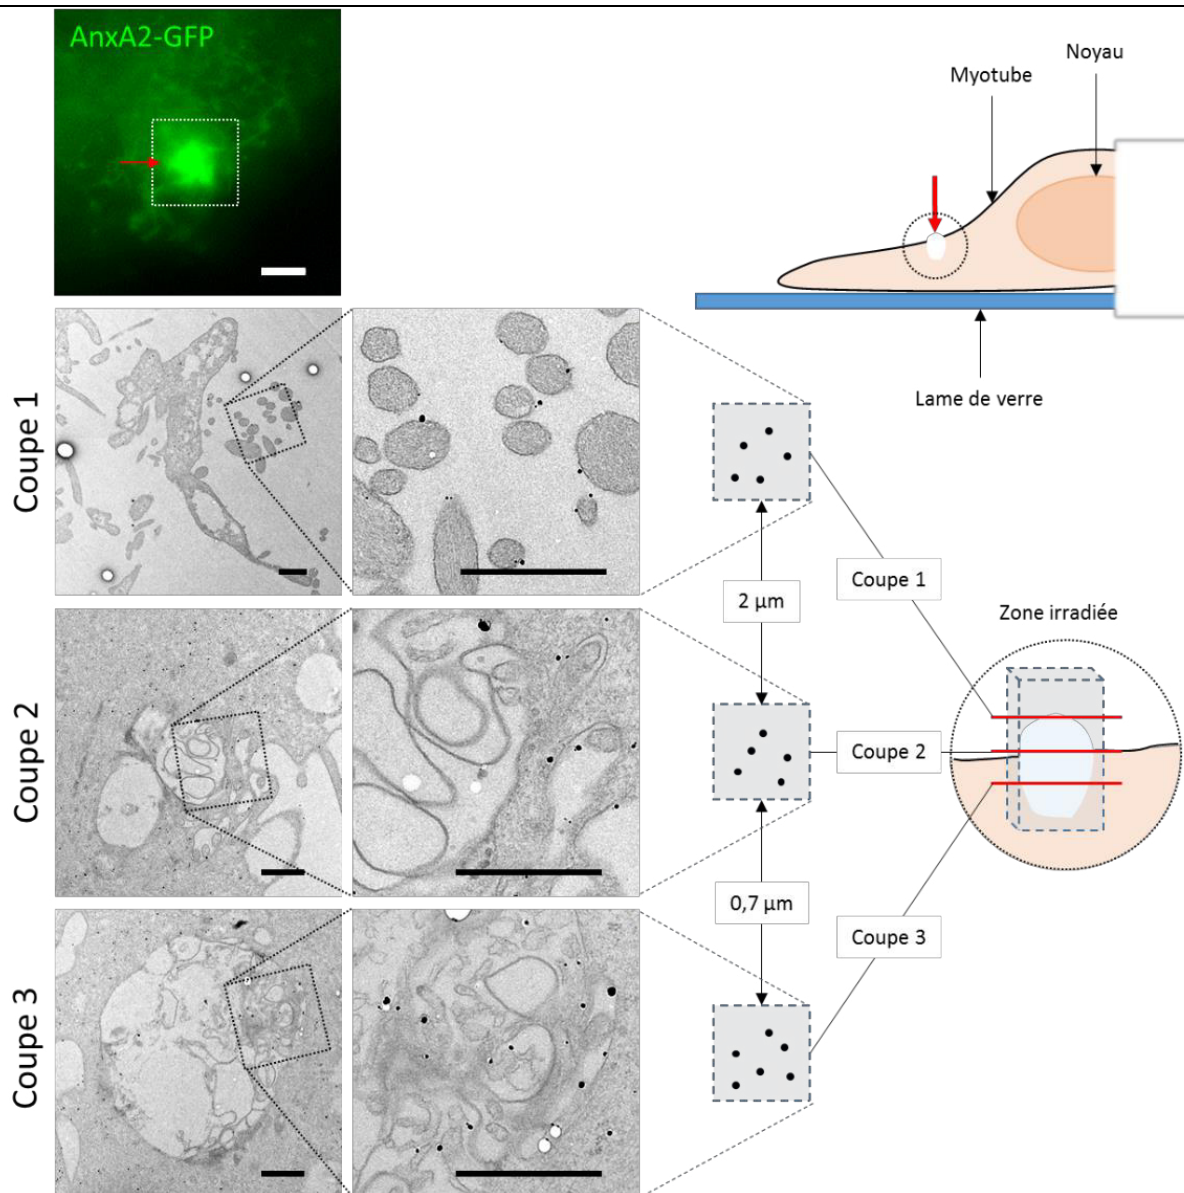 AnxA2-GFP
Noyau
Myotube
Lame de verre
Coupe 1
Coupe 1
2 µm
Zone irradiée
Coupe 2
Coupe 2
0,7 µm
Coupe 3
Coupe 3